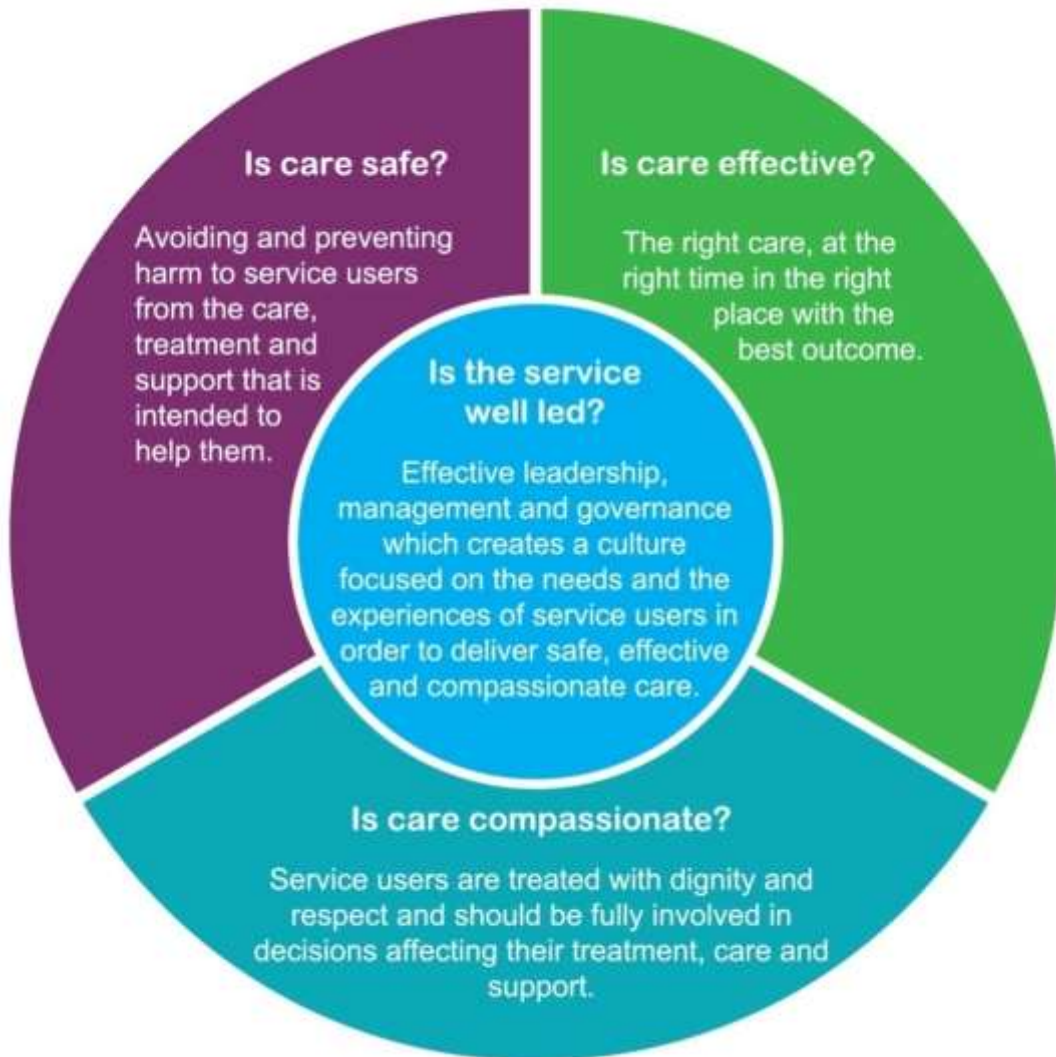 Is care safe?
Avoiding and preventing
harm to service users
from the care,
treatment and
support that is
intended to
help them.
Is care effective?
The right care, at the
right time in the right
place with the
best outcome.
Is the service
well led?
Effective leadership,
management and governance
which creates a culture
focused on the needs and the
experiences of service users in
order to deliver safe, effective
and compassionate care.
Is care compassionate?
Service users are treated with dignity and
respect and should be fully involved in
decisions affecting their treatment, care and
support.